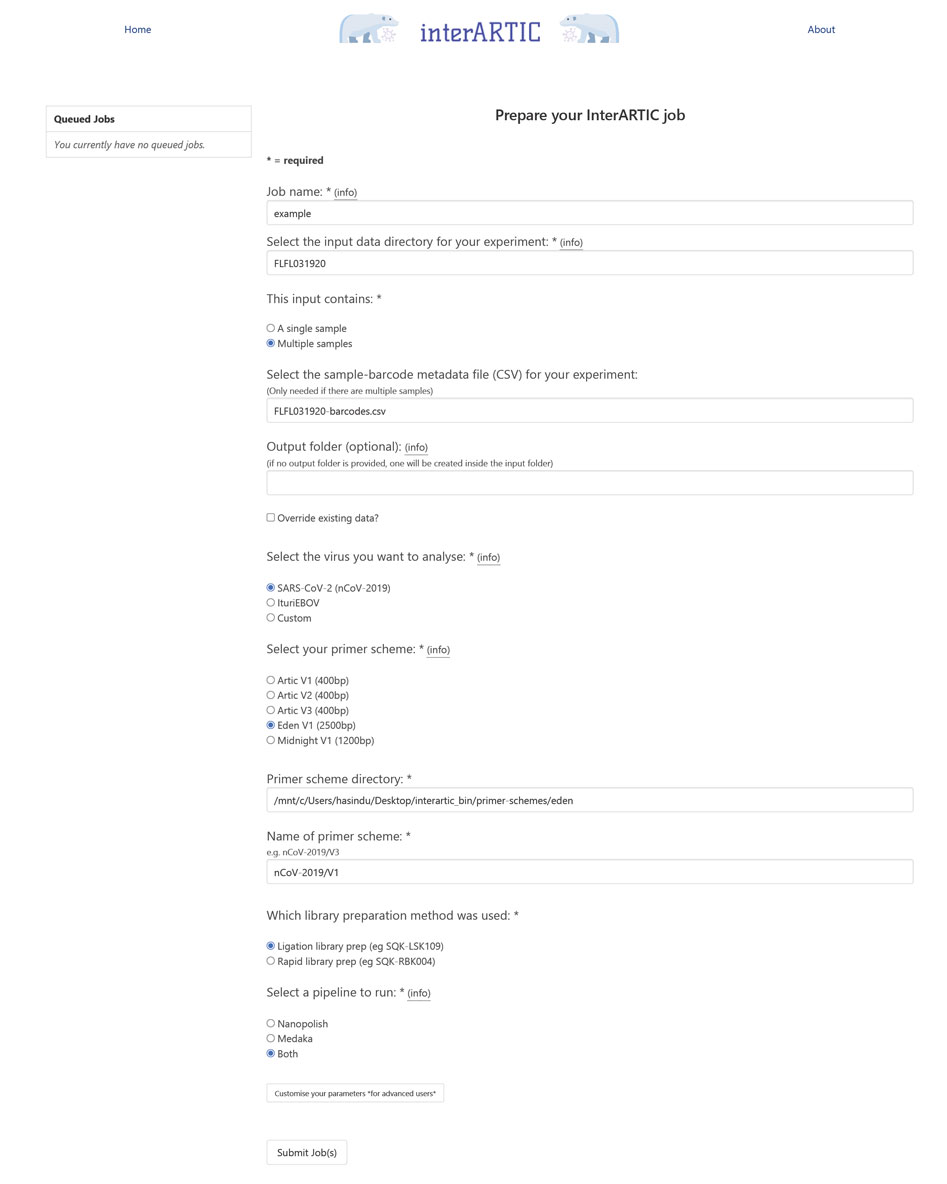 Home
interARTIC
About
Queued Jobs
You currently have no queued jobs.
Prepare your InterARTIC job
* = required
Job name: * (info)
example
Select the input data directory for your experiment: * (info)
FLFL031920
This input contains: *
A single sample
Multiple samples
Select the sample-barcode metadata file (CSV) for your experiment:
(Only needed if there are multiple samples)
FLFL031920-barcodes.csv
Output folder (optional): (info)
(if no output folder is provided, one will be created inside the input folder)
Override existing data?
Select the virus you want to analyse: * (info)
SARS-CoV-2 (nCoV-2019)
IturiEBOV
Custom
Select your primer scheme: * (info)
Artic V1 (400bp)
Artic V2 (400bp)
Artic V3 (400bp)
Eden V1 (2500bp)
Midnight V1 (1200bp)
Primer scheme directory: *
/mnt/c/Users/hasindu/Desktop/interartic_bin/primer-schemes/eden
Name of primer scheme: *
e.g. nCoV-2019/V3
nCoV-2019/V1
Which library preparation method was used: *
Ligation library prep (eg SQK-LSK109)
Rapid library prep (eg SQK-RBK004)
Select a pipeline to run: * (info)
Nanopolish
Medaka
Both
Customise your parameters *for advanced users*
Submit Job(s)